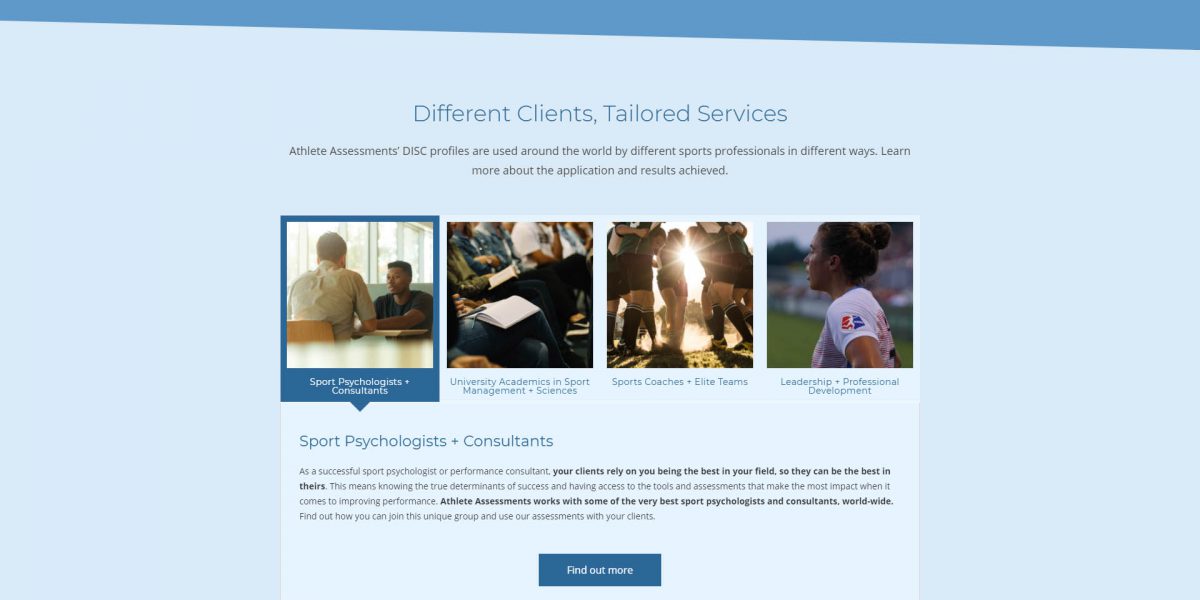 Different Clients, Tailored Services
Athlete Assessments’ DISC profiles are used around the world by different sports professionals in different ways. Learn
more about the application and results achieved.
Sport Psychologists +
Consultants
University Academics in Sport
Management + Sciences
Sports Coaches + Elite Teams
Leadership + Professional
Development
Sport Psychologists + Consultants
As a successful sport psychologist or performance consultant, your clients rely on you being the best in your field, so they can be the best in
theirs. This means knowing the true determinants of success and having access to the tools and assessments that make the most impact when it
comes to improving performance. Athlete Assessments works with some of the very best sport psychologists and consultants, world-wide.
Find out how you can join this unique group and use our assessments with your clients.
Find out more